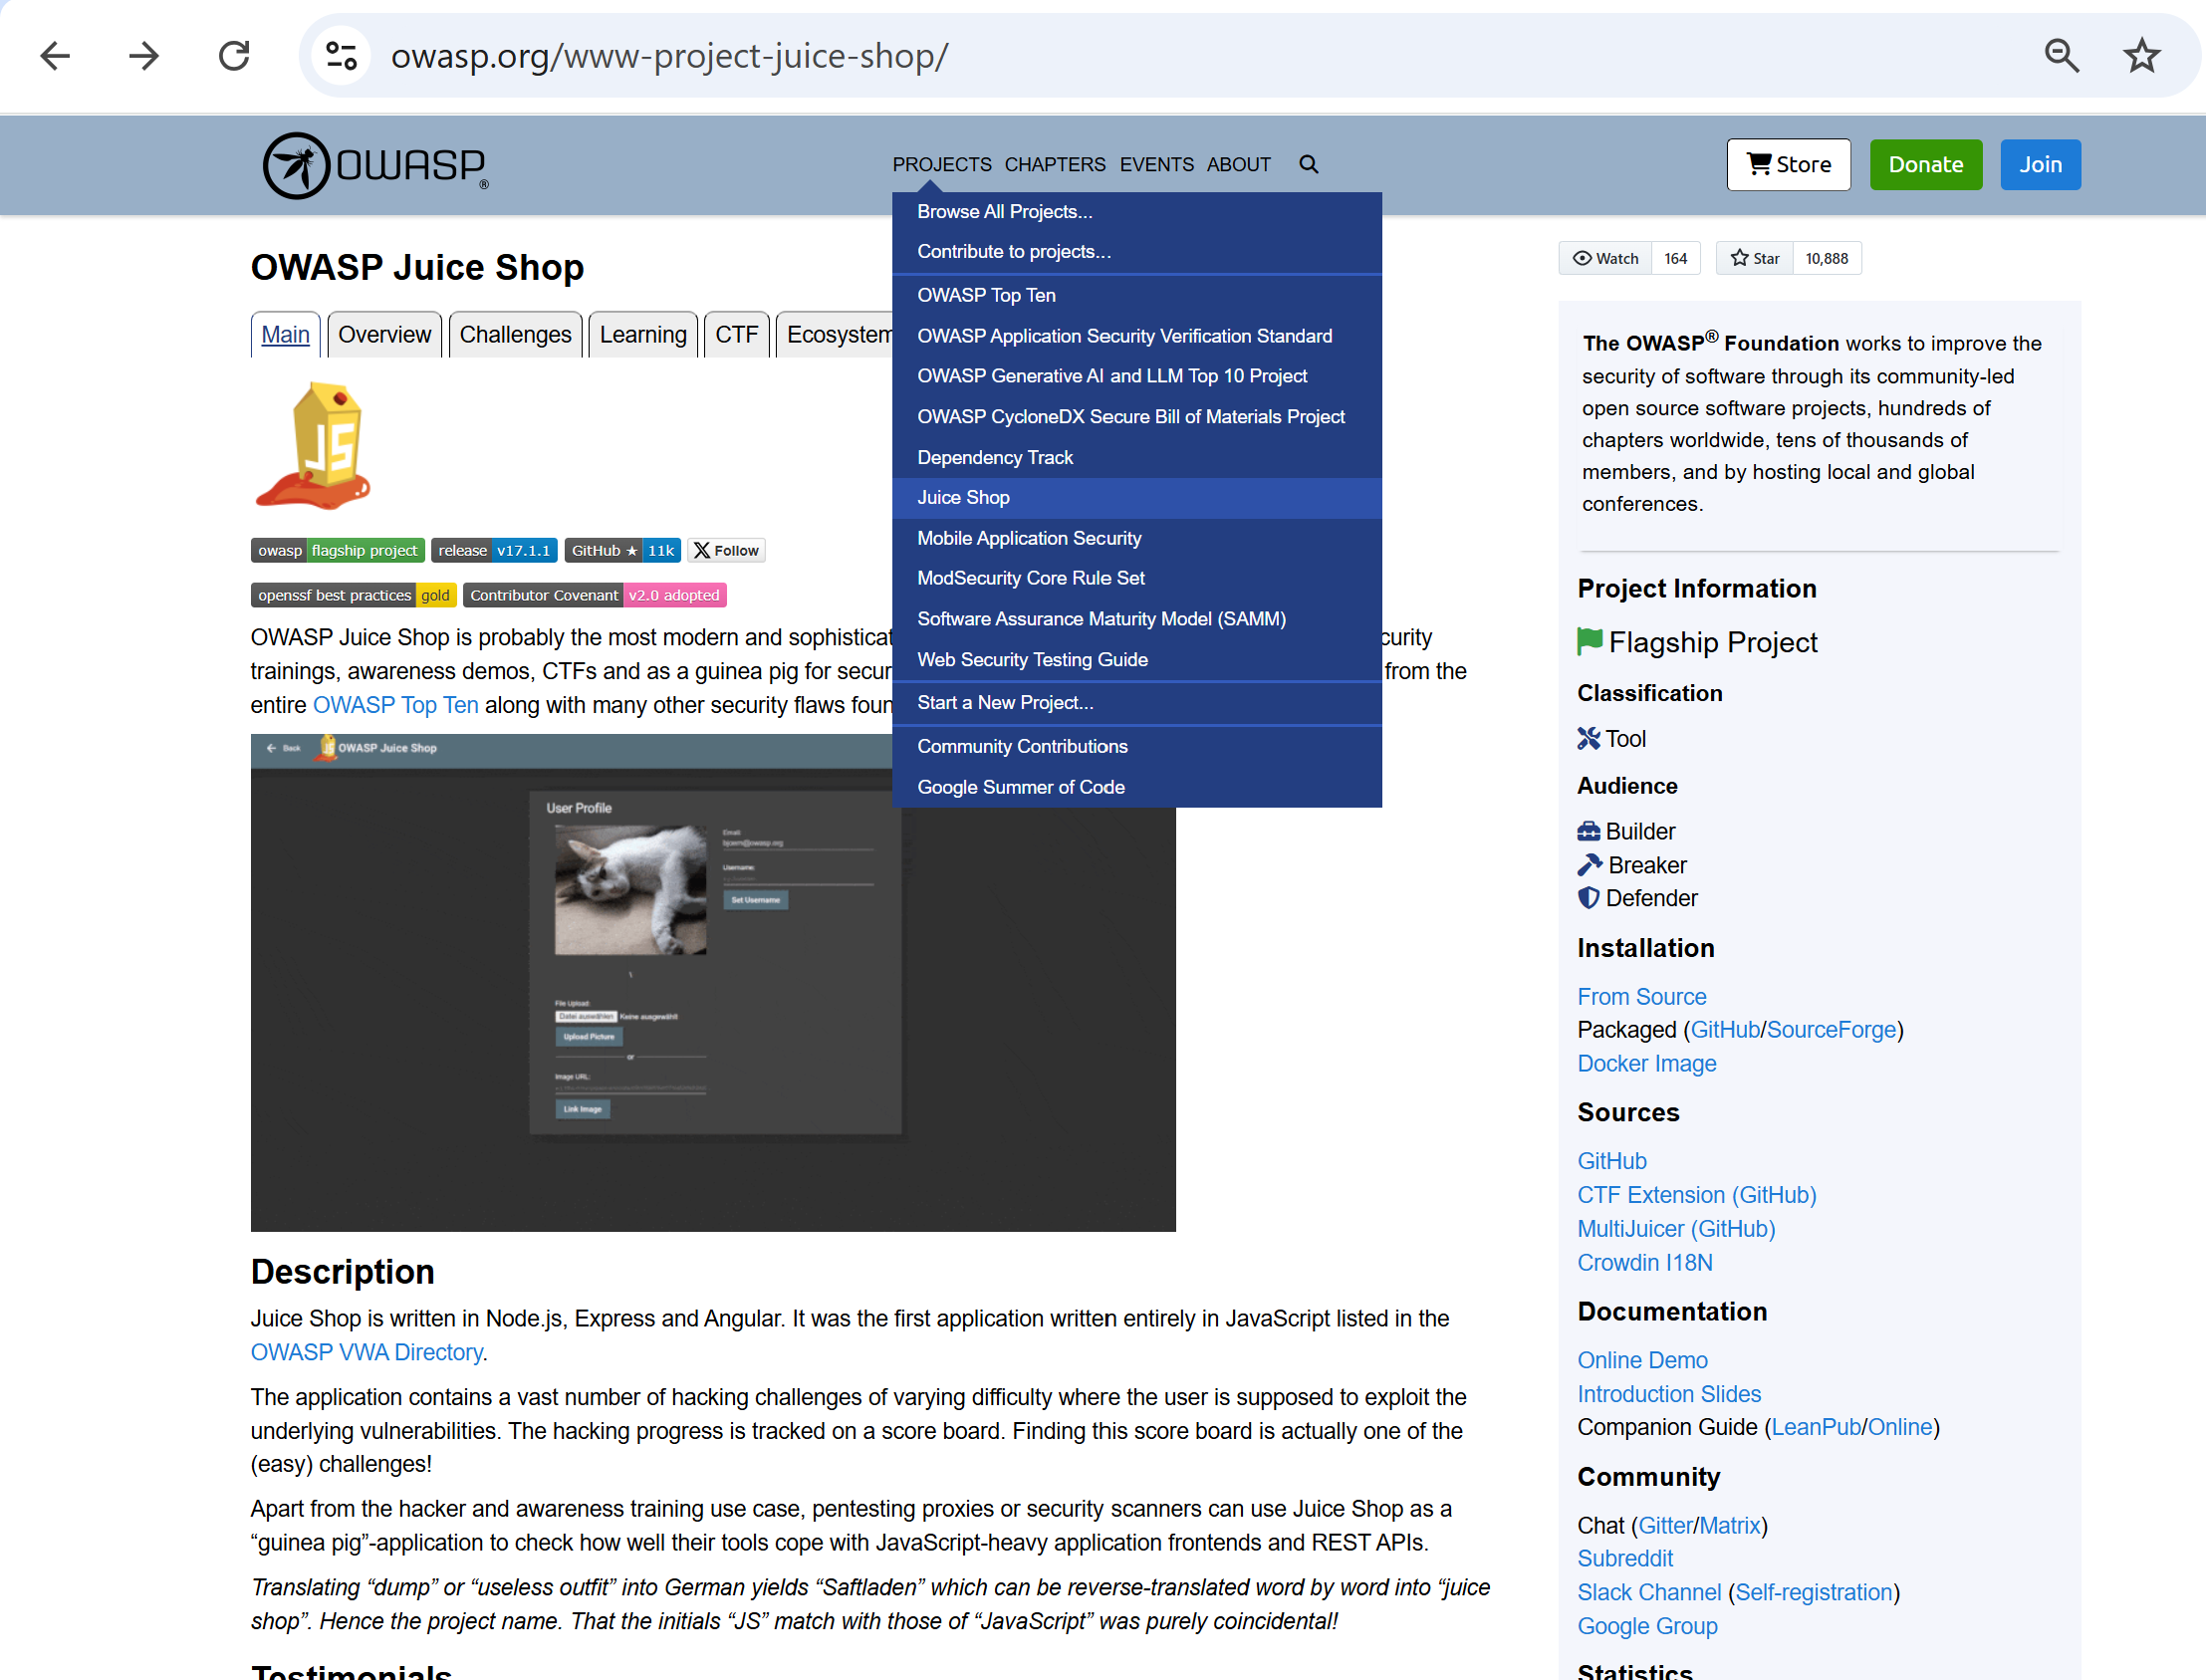 owasp.org/www-project-juice-shop/
OWASP®
PROJECTS CHAPTERS EVENTS ABOUT
Store
Donate
Join
Browse All Projects...
Contribute to projects...
OWASP Top Ten
OWASP Application Security Verification Standard
OWASP Generative AI and LLM Top 10 Project
OWASP CycloneDX Secure Bill of Materials Project
Dependency Track
Juice Shop
Mobile Application Security
ModSecurity Core Rule Set
Software Assurance Maturity Model (SAMM)
Web Security Testing Guide
Start a New Project...
Community Contributions
Google Summer of Code
OWASP Juice Shop
Main Overview Challenges Learning CTF Ecosystem
JS
owasp flagship project release v17.1.1 GitHub ★ 11k X Follow
openssf best practices gold Contributor Covenant v2.0 adopted
OWASP Juice Shop is probably the most modern and
trainings, awareness demos, CTFs and as a guinea pig for from the
entire OWASP Top Ten along with many other security flaws
Back OWASP Juice Shop
User Profile
Email
bjoern@owasp.org
Username:
Set Username
File Upload:
Datei auswählen Keine ausgewählt
Upload Picture
or
Image URL:
Link Image
Description
Juice Shop is written in Node.js, Express and Angular. It was the first application written entirely in JavaScript listed in the
OWASP VWA Directory.
The application contains a vast number of hacking challenges of varying difficulty where the user is supposed to exploit the
underlying vulnerabilities. The hacking progress is tracked on a score board. Finding this score board is actually one of the
(easy) challenges!
Apart from the hacker and awareness training use case, pentesting proxies or security scanners can use Juice Shop as a
“guinea pig”-application to check how well their tools cope with JavaScript-heavy application frontends and REST APIs.
Translating “dump” or “useless outfit” into German yields “Saftladen” which can be reverse-translated word by word into “juice
shop”. Hence the project name. That the initials “JS” match with those of “JavaScript” was purely coincidental!
Testimonials
Watch 164 Star 10,888
The OWASP® Foundation works to improve the
security of software through its community-led
open source software projects, hundreds of
chapters worldwide, tens of thousands of
members, and by hosting local and global
conferences.
Project Information
Flagship Project
Classification
Tool
Audience
Builder
Breaker
Defender
Installation
From Source
Packaged (GitHub/SourceForge)
Docker Image
Sources
GitHub
CTF Extension (GitHub)
MultiJuicer (GitHub)
Crowdin I18N
Documentation
Online Demo
Introduction Slides
Companion Guide (LeanPub/Online)
Community
Chat (Gitter/Matrix)
Subreddit
Slack Channel (Self-registration)
Google Group
Statistics